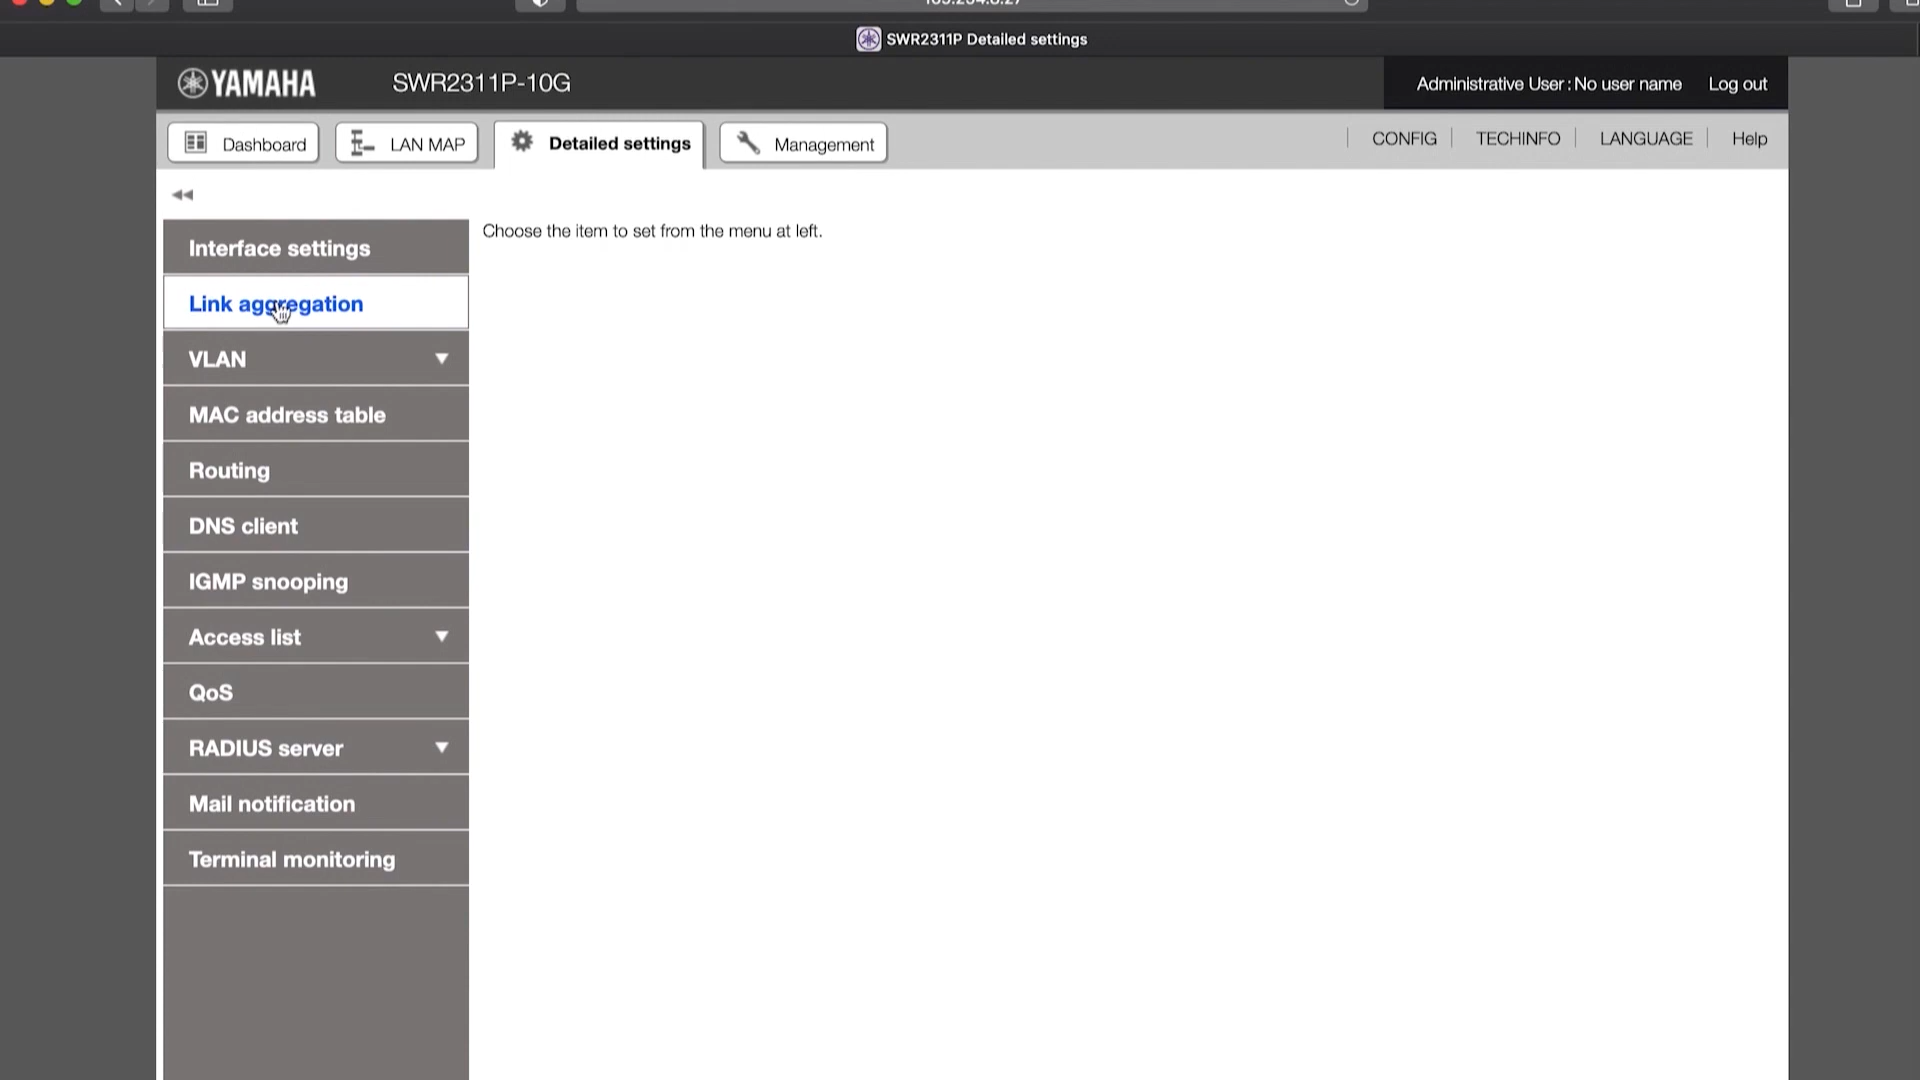 SWR2311P Detailed settings
YAMAHA
SWR2311P-10G
Administrative User : No user name
Log out
Dashboard
LAN MAP
Detailed settings
Management
CONFIG
TECHINFO
LANGUAGE
Help
Choose the item to set from the menu at left.
Interface settings
Link aggregation
VLAN
MAC address table
Routing
DNS client
IGMP snooping
Access list
QoS
RADIUS server
Mail notification
Terminal monitoring